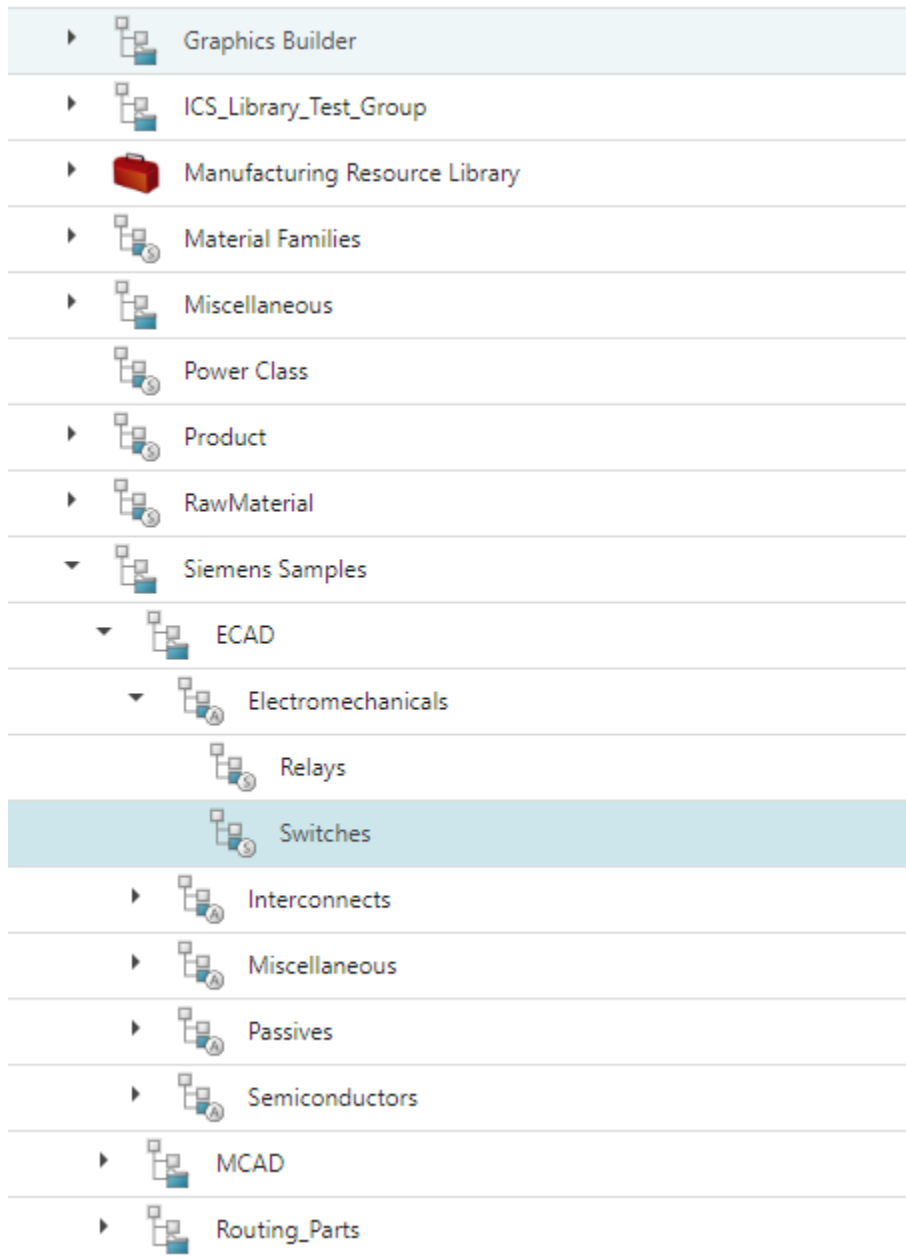 Graphics Builder
ICS_Library_Test_Group
Manufacturing Resource Library
Material Families
Miscellaneous
Power Class
Product
RawMaterial
Siemens Samples
ECAD
Electromechanicals
Relays
Switches
Interconnects
Miscellaneous
Passives
Semiconductors
MCAD
Routing_Parts